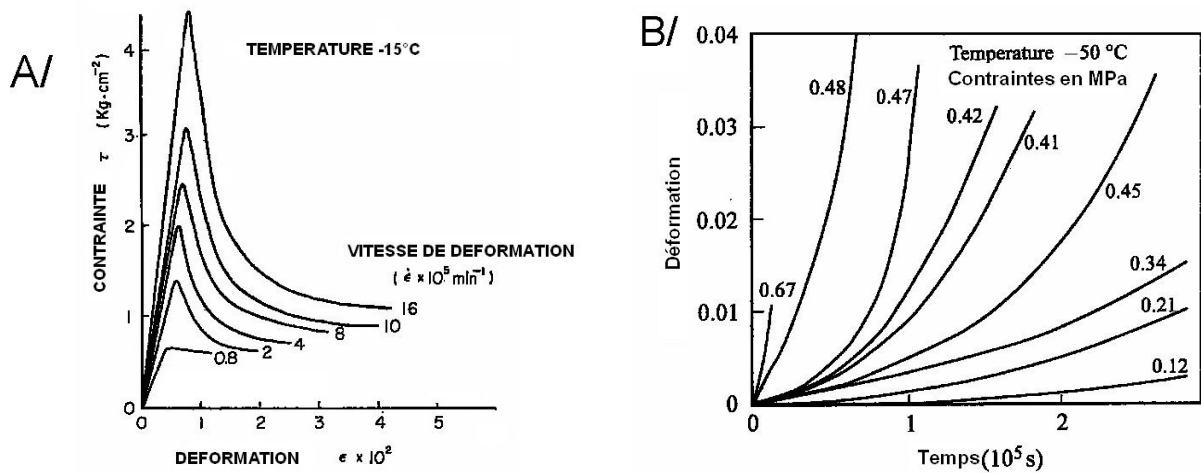 A/
TEMPERATURE -15°C
CONTRAINTE τ (Kg·cm⁻²)
4
3
2
1
0
VITESSE DE DEFORMATION
(ε̇ × 10⁵ min⁻¹)
16
10
8
4
2
0.8
0 1 2 3 4 5
DEFORMATION ε × 10²
B/
Temperature −50 °C
Contraintes en MPa
Déformation
0.04
0.03
0.02
0.01
0
0.48
0.47
0.42
0.41
0.45
0.67
0.34
0.21
0.12
0 1 2
Temps(10⁵ s)